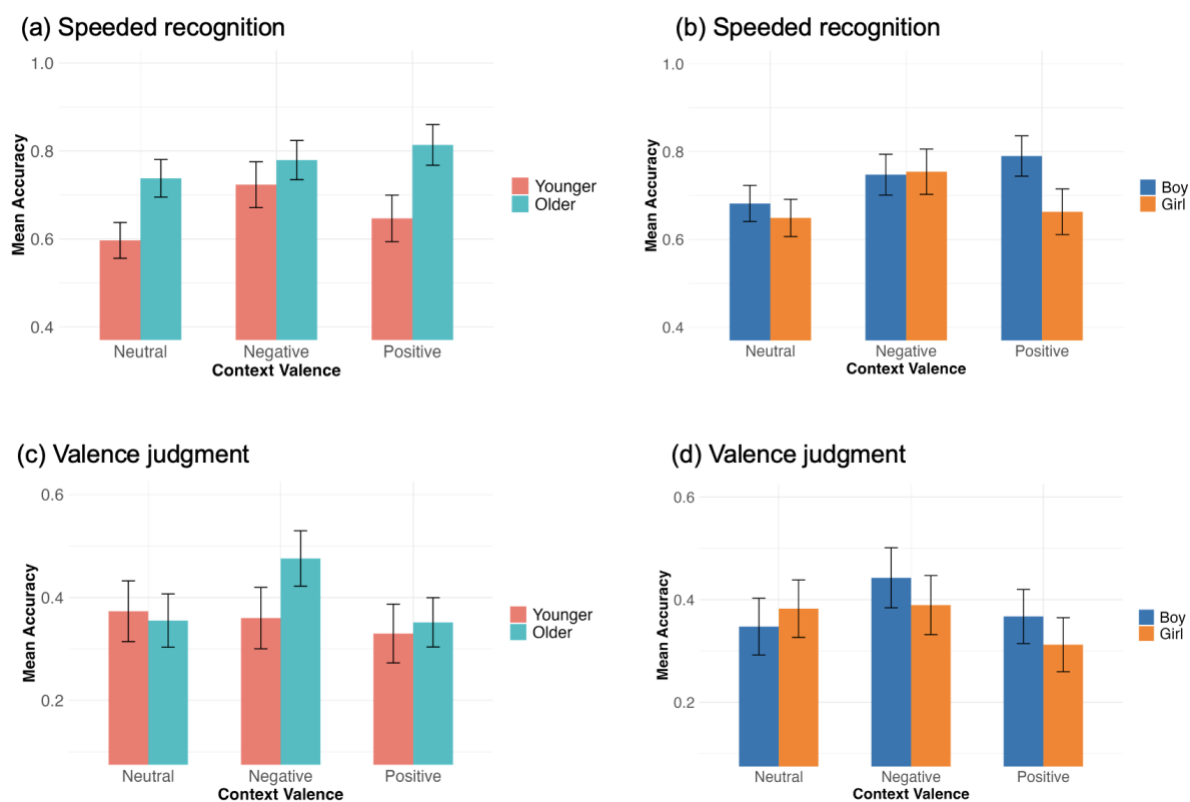 (a) Speeded recognition
1.0
0.8
0.6
0.4
Mean Accuracy
Neutral Negative Positive
Context Valence
Younger
Older
(b) Speeded recognition
1.0
0.8
0.6
0.4
Mean Accuracy
Neutral Negative Positive
Context Valence
Boy
Girl
(c) Valence judgment
0.6
0.4
0.2
Mean Accuracy
Neutral Negative Positive
Context Valence
Younger
Older
(d) Valence judgment
0.6
0.4
0.2
Mean Accuracy
Neutral Negative Positive
Context Valence
Boy
Girl